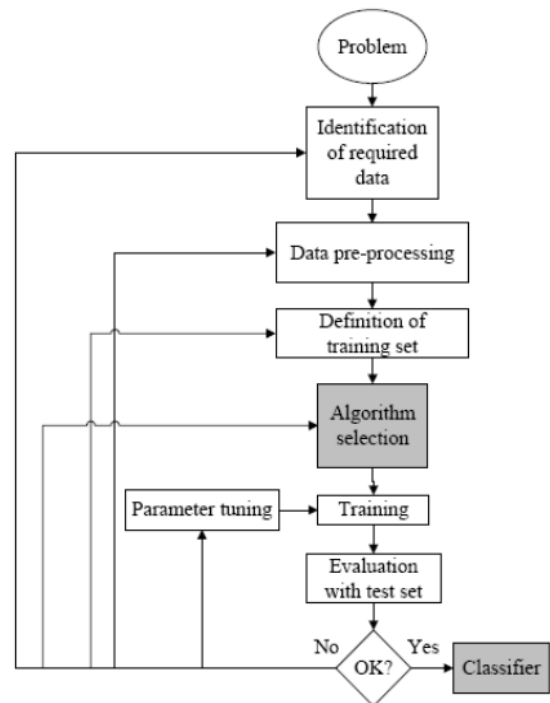 Problem
Identification
of required
data
Data pre-processing
Definition of
training set
Algorithm
selection
Parameter tuning
Training
Evaluation
with test set
No
Yes
OK?
Classifier